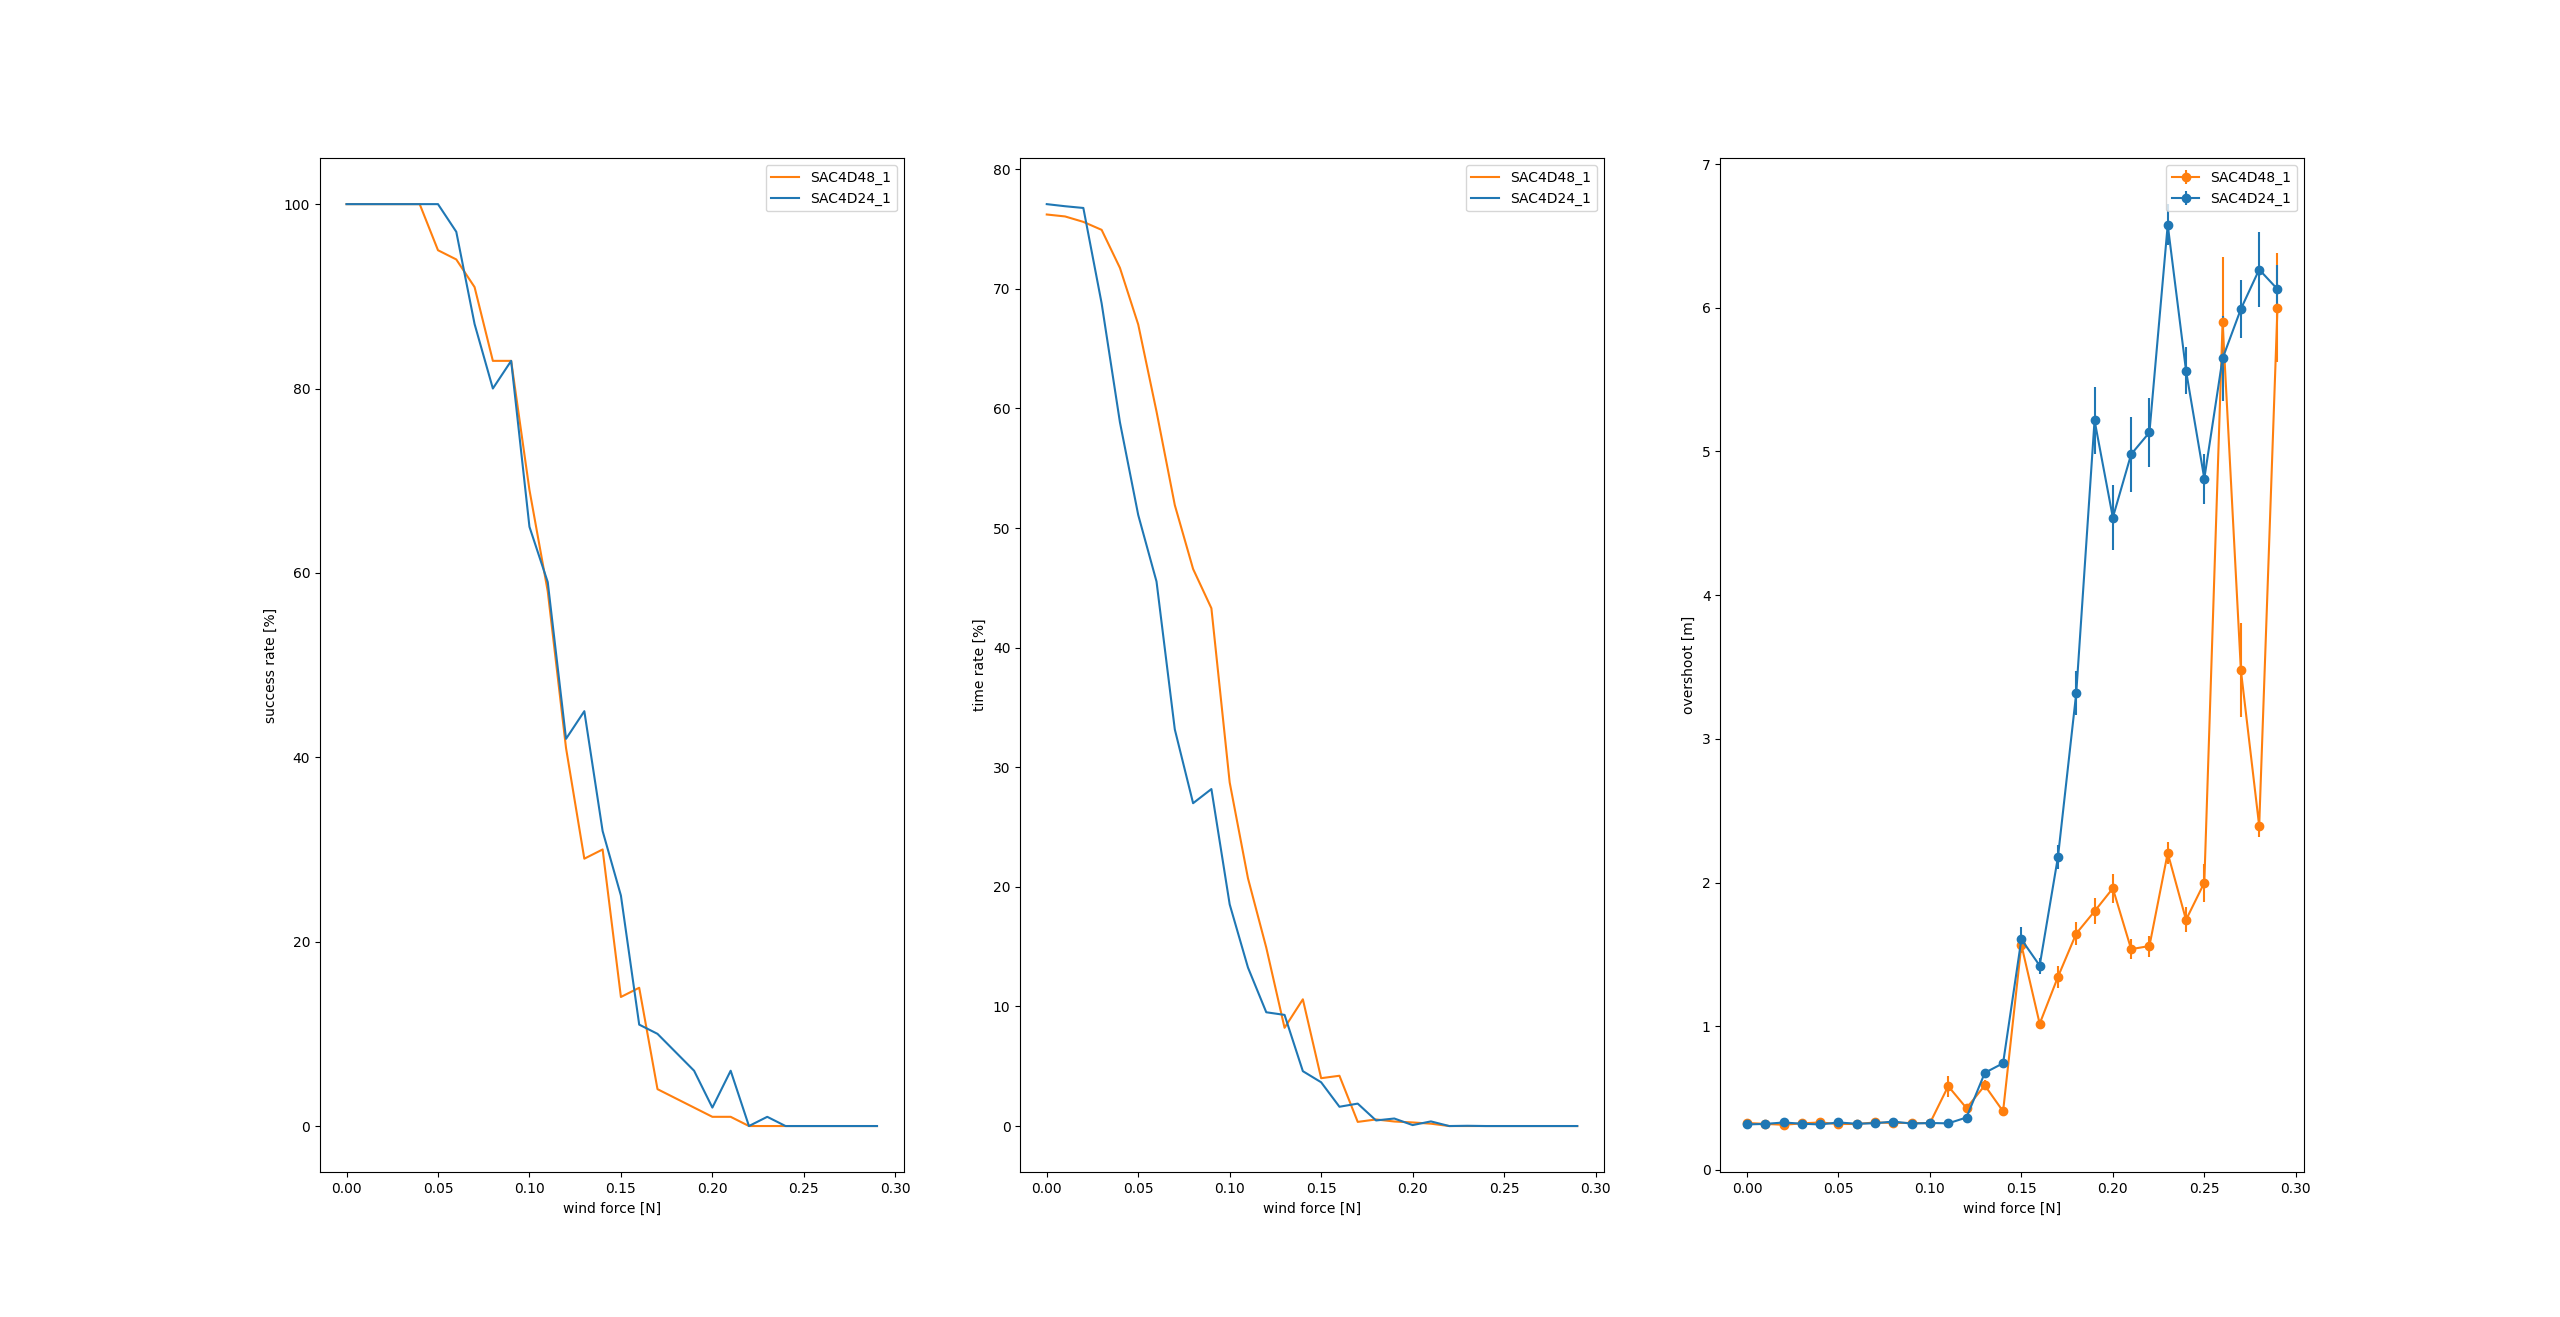 SAC4D48_1
SAC4D24_1
100
80
60
40
20
0
success rate [%]
0.00 0.05 0.10 0.15 0.20 0.25 0.30
wind force [N]
SAC4D48_1
SAC4D24_1
80
70
60
50
40
30
20
10
0
time rate [%]
0.00 0.05 0.10 0.15 0.20 0.25 0.30
wind force [N]
SAC4D48_1
SAC4D24_1
7
6
5
4
3
2
1
0
overshoot [m]
0.00 0.05 0.10 0.15 0.20 0.25 0.30
wind force [N]